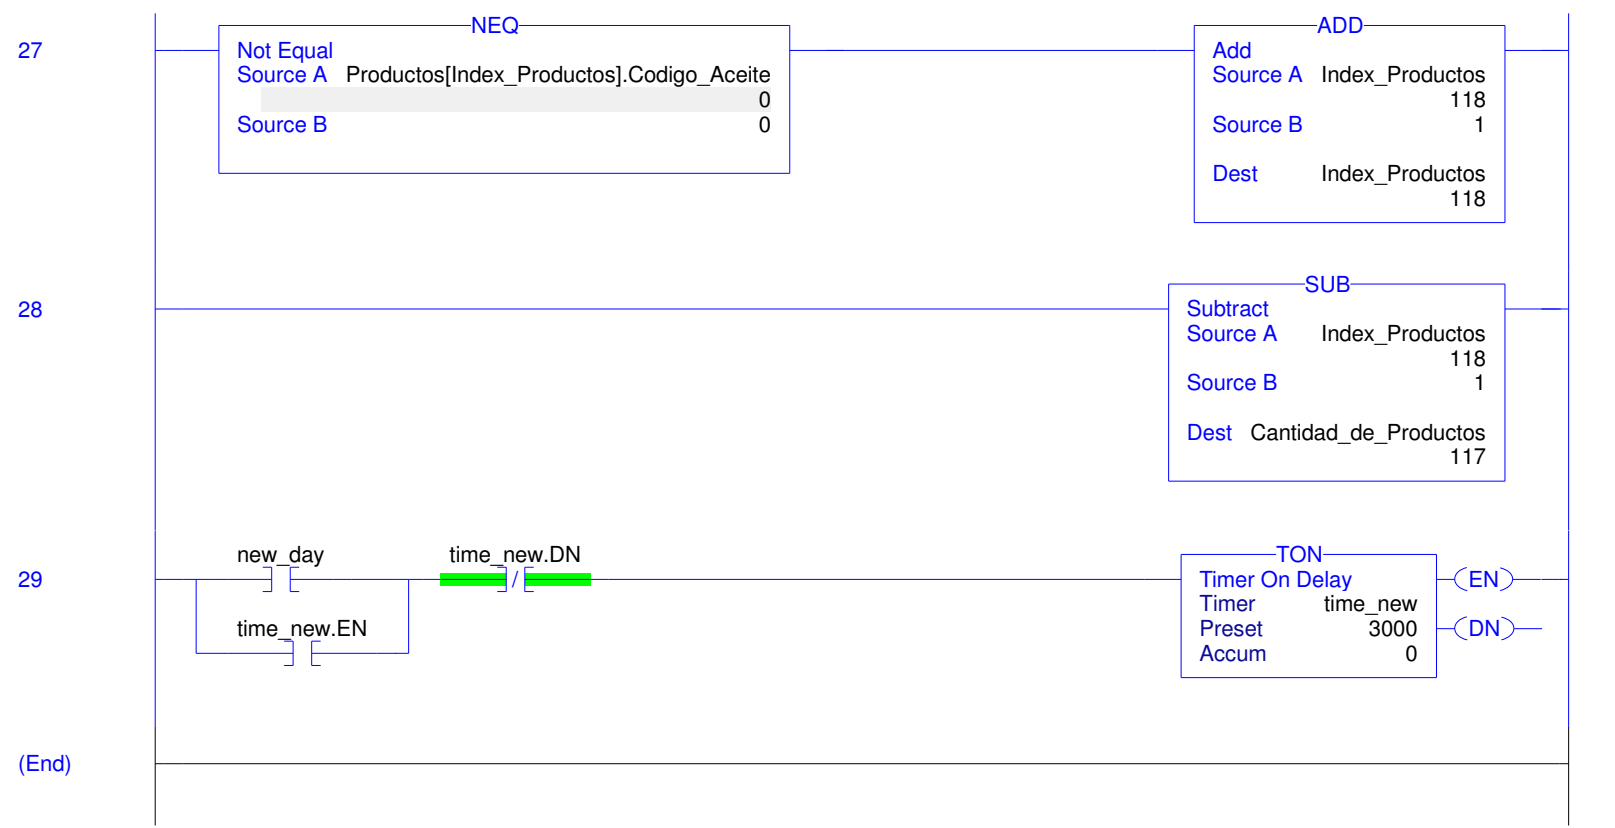 27
NEQ
Not Equal
Source A Productos[Index_Productos].Codigo_Aceite
0
Source B 0
ADD
Add
Source A Index_Productos
118
Source B 1
Dest Index_Productos
118
28
SUB
Subtract
Source A Index_Productos
118
Source B 1
Dest Cantidad_de_Productos
117
29
new_day
time_new.DN
/
time_new.EN
TON
Timer On Delay
Timer time_new
Preset 3000
Accum 0
EN
DN
(End)